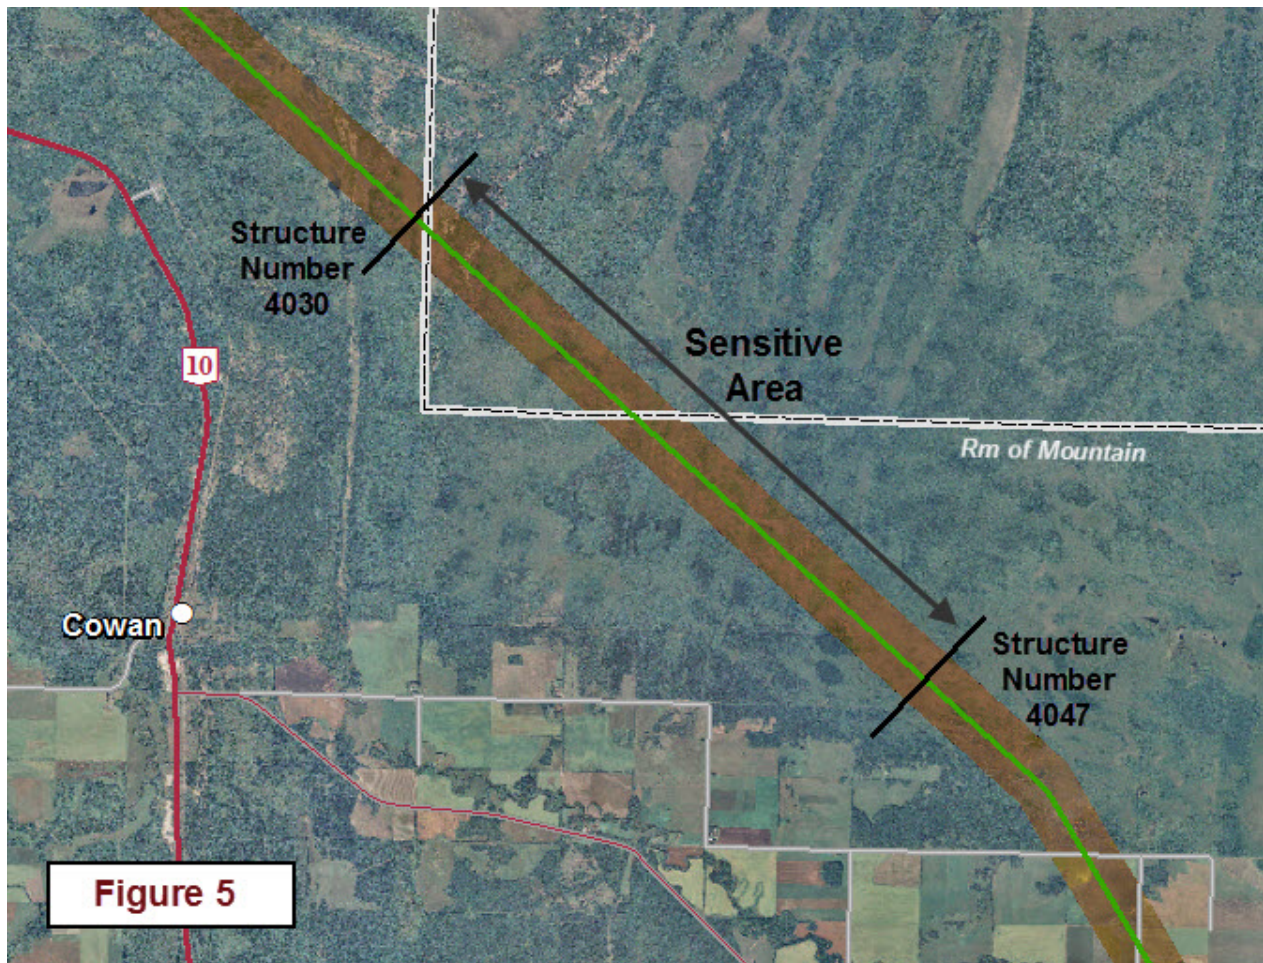 Structure
Number
4030
10
Sensitive
Area
Rm of Mountain
Cowan
Structure
Number
4047
Figure 5